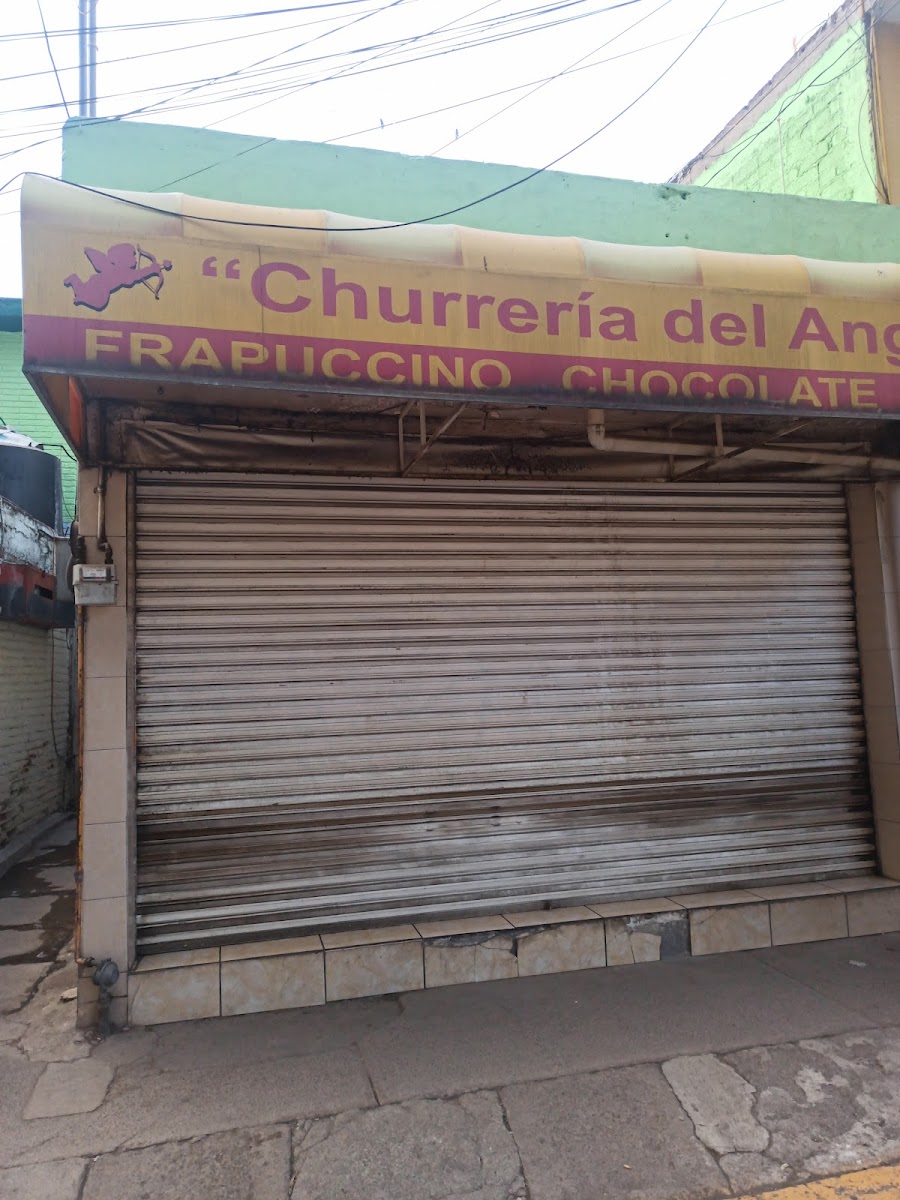 “Churrería del Ang
FRAPUCCINO CHOCOLATE